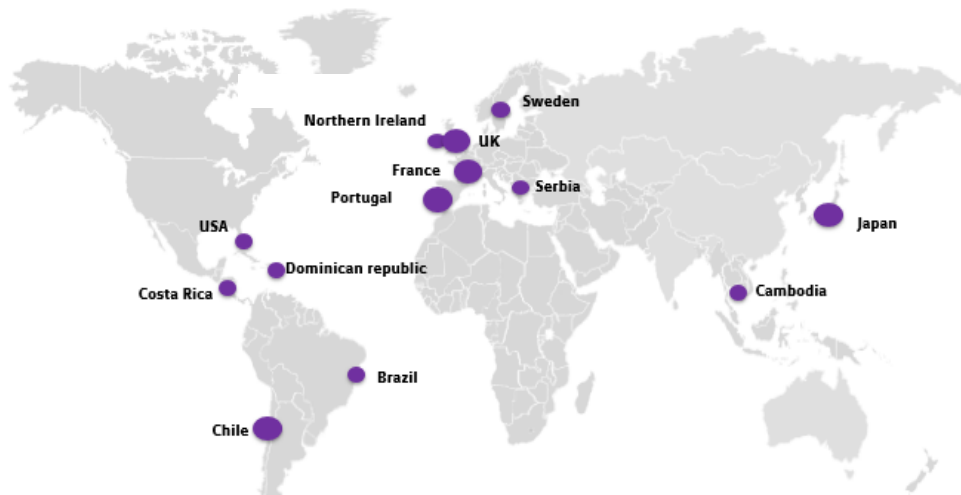 Sweden
Northern Ireland
UK
France
Serbia
Portugal
USA
Japan
Dominican republic
Costa Rica
Cambodia
Brazil
Chile